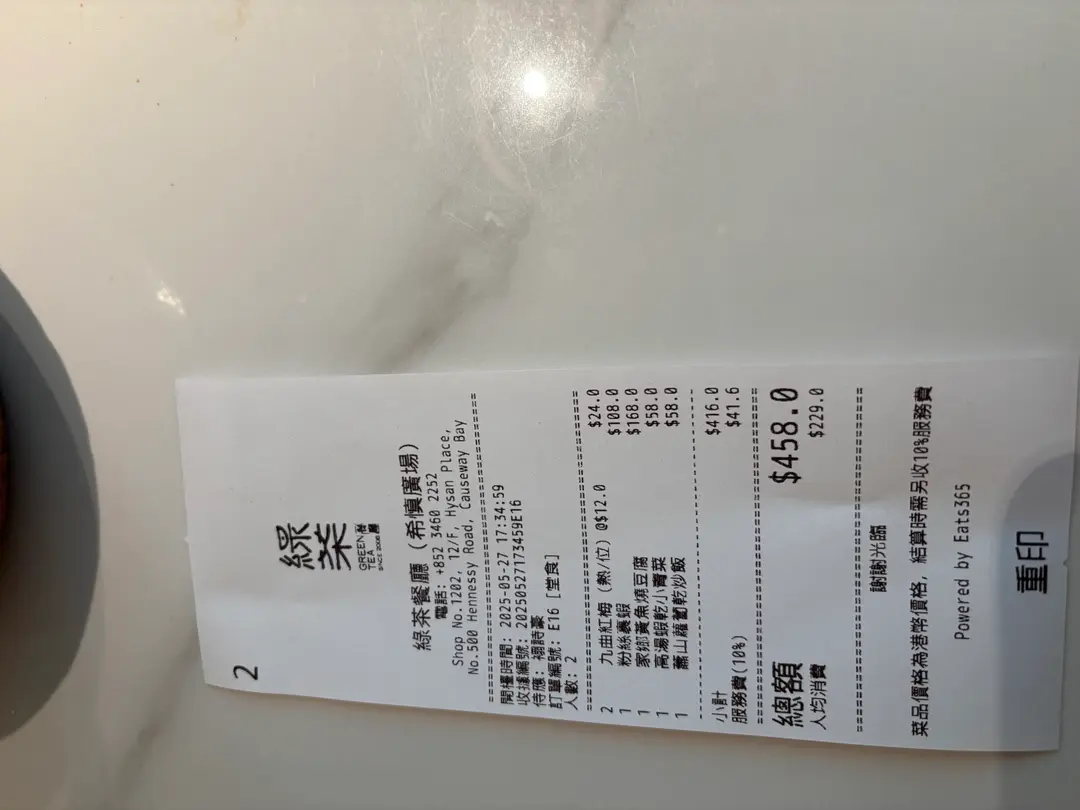 2
綠茶
GREEN TEA 餐廳
SINCE 2008
綠茶餐廳 (希慎廣場)
電話: +852 3460 2252
Shop No.1202, 12/F, Hysan Place,
No.500 Hennessy Road, Causeway Bay
開檯時間: 2025-05-27 17:34:59
收據編號: 20250527173459E16
侍應: 禤詩豪
訂單編號: E16 [堂食]
人數: 2
2 九曲紅梅 (熱/位) @$12.0 $24.0
1 粉絲裹蝦 $108.0
1 家鄉黃魚燒豆腐 $168.0
1 高湯蝦乾小青菜 $58.0
1 蕭山蘿蔔乾炒飯 $58.0
小計 $416.0
服務費(10%) $41.6
總額 $458.0
人均消費 $229.0
謝謝光臨
菜品價格為港幣價格, 結算時需另收10%服務費
Powered by Eats365
重印